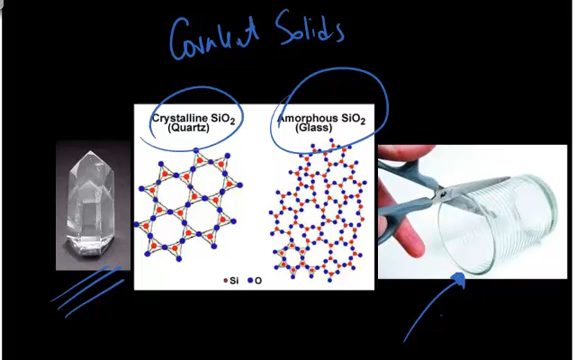 Covalent Solids
Crystalline SiO₂
(Quartz)
Amorphous SiO₂
(Glass)
Si
O